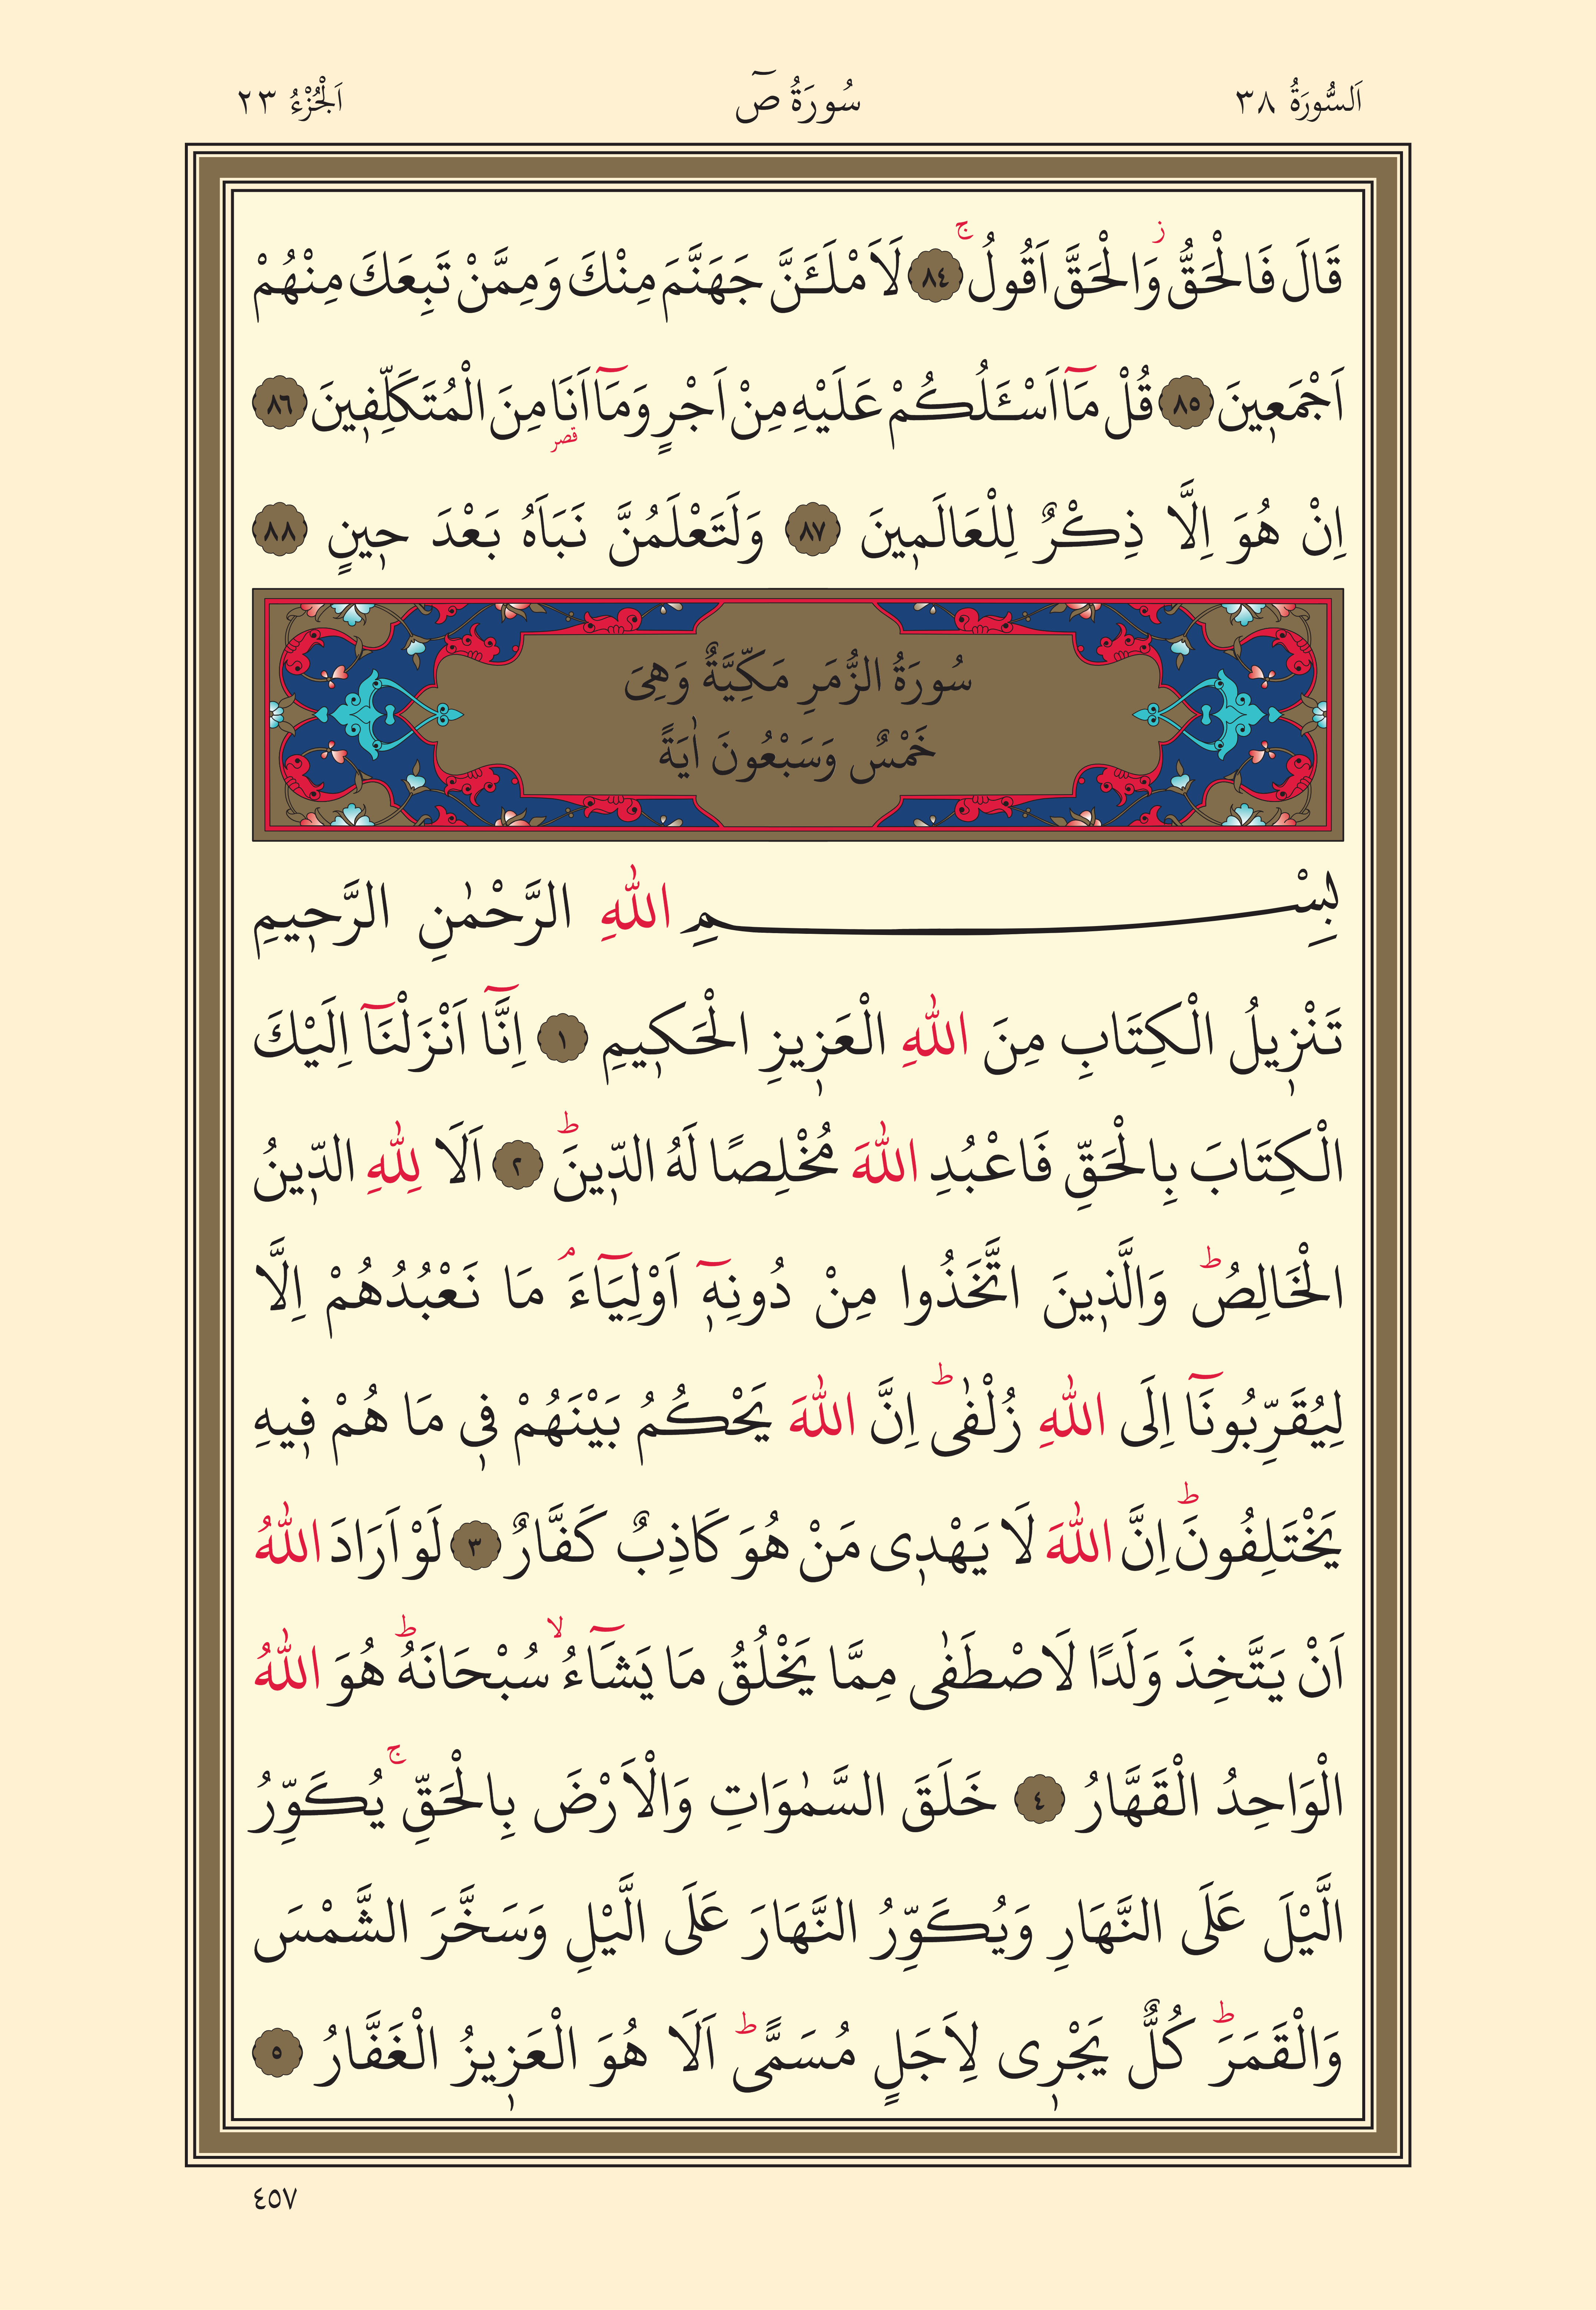 اَلسُّورَةُ ٣٨ سُورَةُ صٓ اَلْجُزْءُ ٢٣
قَالَ فَالْحَقُّ ز وَالْحَقَّ اَقُولُ ج ٨٤ لَاَمْلَـَٔنَّ جَهَنَّمَ مِنْكَ وَمِمَّنْ تَبِعَكَ مِنْهُمْ
اَجْمَع۪ينَ ٨٥ قُلْ مَٓا اَسْـَٔلُكُمْ عَلَيْهِ مِنْ اَجْرٍ وَمَٓا اَنَا۬ قصر مِنَ الْمُتَكَلِّف۪ينَ ٨٦
اِنْ هُوَ اِلَّا ذِكْرٌ لِلْعَالَم۪ينَ ٨٧ وَلَتَعْلَمُنَّ نَبَاَهُ بَعْدَ ح۪ينٍ ٨٨
سُورَةُ الزُّمَرِ مَكِّيَّةٌ وَهِىَ
خَمْسٌ وَسَبْعُونَ اٰيَةً
بِسْمِ اللّٰهِ الرَّحْمٰنِ الرَّح۪يمِ
تَنْز۪يلُ الْكِتَابِ مِنَ اللّٰهِ الْعَز۪يزِ الْحَك۪يمِ ١ اِنَّٓا اَنْزَلْنَٓا اِلَيْكَ
الْكِتَابَ بِالْحَقِّ فَاعْبُدِ اللّٰهَ مُخْلِصًا لَهُ الدّ۪ينَ ط ٢ اَلَا لِلّٰهِ الدّ۪ينُ
الْخَالِصُ ط وَالَّذ۪ينَ اتَّخَذُوا مِنْ دُونِه۪ٓ اَوْلِيَٓاءَ م مَا نَعْبُدُهُمْ اِلَّا
لِيُقَرِّبُونَٓا اِلَى اللّٰهِ زُلْفٰى ط اِنَّ اللّٰهَ يَحْكُمُ بَيْنَهُمْ ف۪ى مَا هُمْ ف۪يهِ
يَخْتَلِفُونَ ط اِنَّ اللّٰهَ لَا يَهْد۪ى مَنْ هُوَ كَاذِبٌ كَفَّارٌ ٣ لَوْ اَرَادَ اللّٰهُ
اَنْ يَتَّخِذَ وَلَدًا لَاصْطَفٰى مِمَّا يَخْلُقُ مَا يَشَٓاءُ لا سُبْحَانَهُ ط هُوَ اللّٰهُ
الْوَاحِدُ الْقَهَّارُ ٤ خَلَقَ السَّمٰوَاتِ وَالْاَرْضَ بِالْحَقِّ ج يُكَوِّرُ
الَّيْلَ عَلَى النَّهَارِ وَيُكَوِّرُ النَّهَارَ عَلَى الَّيْلِ وَسَخَّرَ الشَّمْسَ
وَالْقَمَرَ ط كُلٌّ يَجْر۪ى لِاَجَلٍ مُسَمًّى ط اَلَا هُوَ الْعَز۪يزُ الْغَفَّارُ ٥
٤٥٧